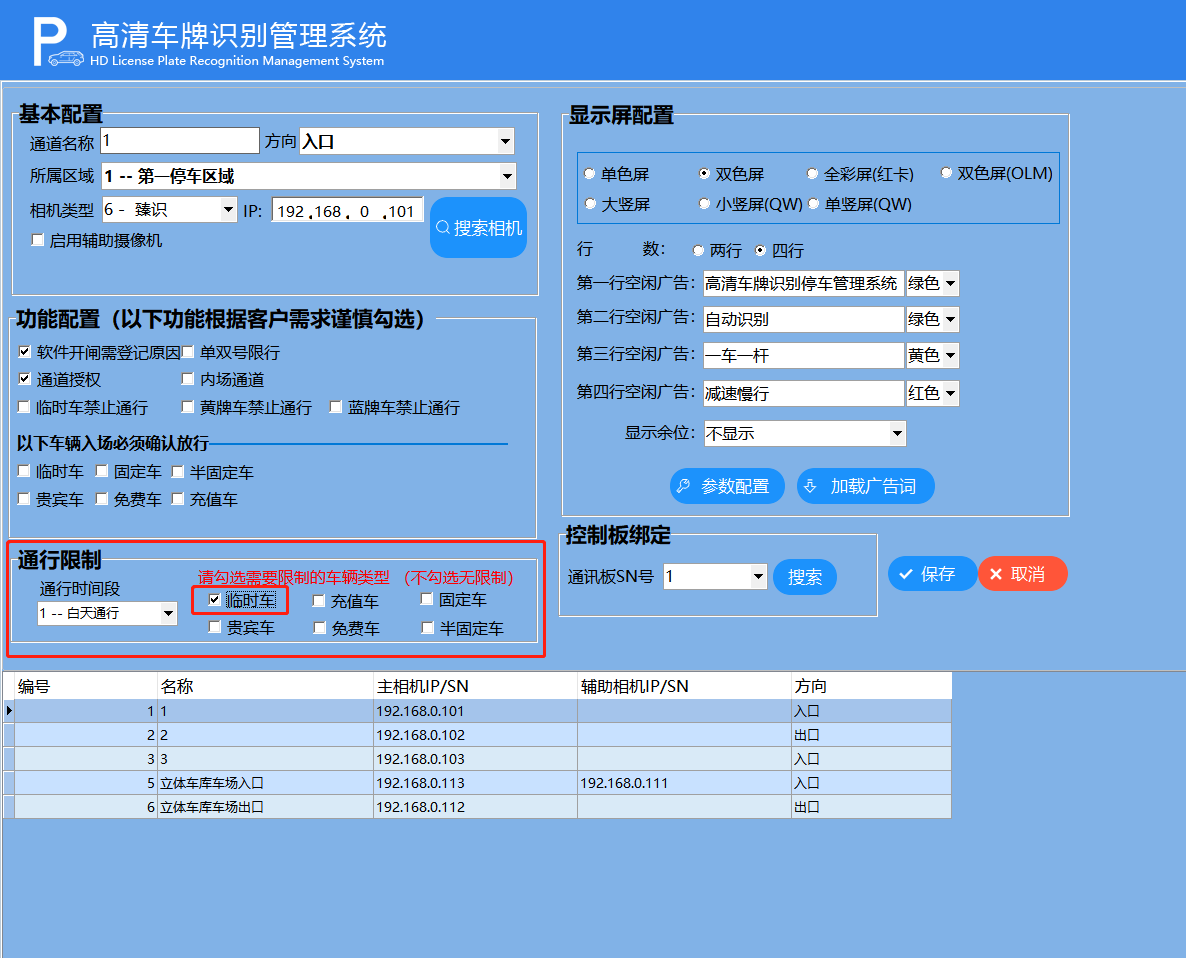 P
高清车牌识别管理系统
HD License Plate Recognition Management System
基本配置
通道名称 1 方向 入口
所属区域 1 -- 第一停车区域
相机类型 6 - 臻识 IP: 192 .168 . 0 .101
搜索相机
启用辅助摄像机
功能配置（以下功能根据客户需求谨慎勾选）
软件开闸需登记原因 单双号限行
通道授权 内场通道
临时车禁止通行 黄牌车禁止通行 蓝牌车禁止通行
以下车辆入场必须确认放行
临时车 固定车 半固定车
贵宾车 免费车 充值车
通行限制
通行时间段
1 -- 白天通行
请勾选需要限制的车辆类型 （不勾选无限制）
临时车 充值车 固定车
贵宾车 免费车 半固定车
显示屏配置
单色屏 双色屏 全彩屏(红卡) 双色屏(OLM)
大竖屏 小竖屏(QW) 单竖屏(QW)
行 数： 两行 四行
第一行空闲广告： 高清车牌识别停车管理系统 绿色
第二行空闲广告： 自动识别 绿色
第三行空闲广告： 一车一杆 黄色
第四行空闲广告： 减速慢行 红色
显示余位： 不显示
参数配置 加载广告词
控制板绑定
通讯板SN号 1 搜索
保存 取消
编号 名称 主相机IP/SN 辅助相机IP/SN 方向
1 1 192.168.0.101 入口
2 2 192.168.0.102 出口
3 3 192.168.0.103 入口
5 立体车库车场入口 192.168.0.113 192.168.0.111 入口
6 立体车库车场出口 192.168.0.112 出口